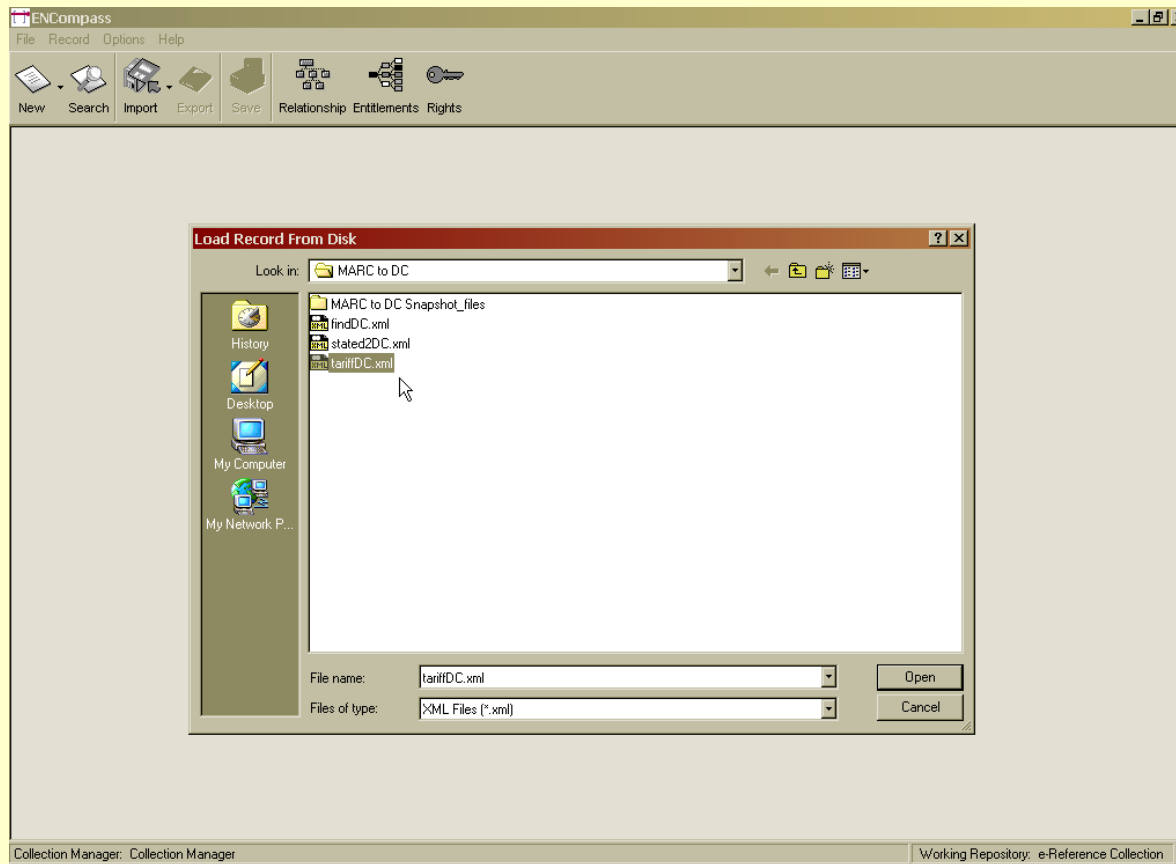 ENCompass
File Record Options Help
New Search Import Export Save Relationship Entitlements Rights
Load Record From Disk
Look in: MARC to DC
MARC to DC Snapshot_files
findDC.xml
stated2DC.xml
tariffDC.xml
History
Desktop
My Computer
My Network P...
File name: tariffDC.xml Open
Files of type: XML Files (*.xml) Cancel
Collection Manager: Collection Manager Working Repository: e-Reference Collection